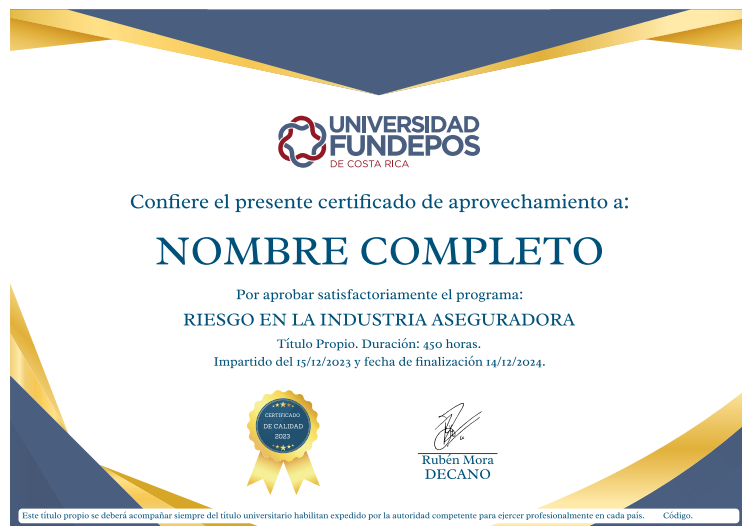 UNIVERSIDAD
FUNDEPOS
DE COSTA RICA
Confiere el presente certificado de aprovechamiento a:
NOMBRE COMPLETO
Por aprobar satisfactoriamente el programa:
RIESGO EN LA INDUSTRIA ASEGURADORA
Título Propio. Duración: 450 horas.
Impartido del 15/12/2023 y fecha de finalización 14/12/2024.
CERTIFICADO
DE CALIDAD
2023
Rubén Mora
DECANO
Este título propio se deberá acompañar siempre del título universitario habilitan expedido por la autoridad competente para ejercer profesionalmente en cada país. Código.